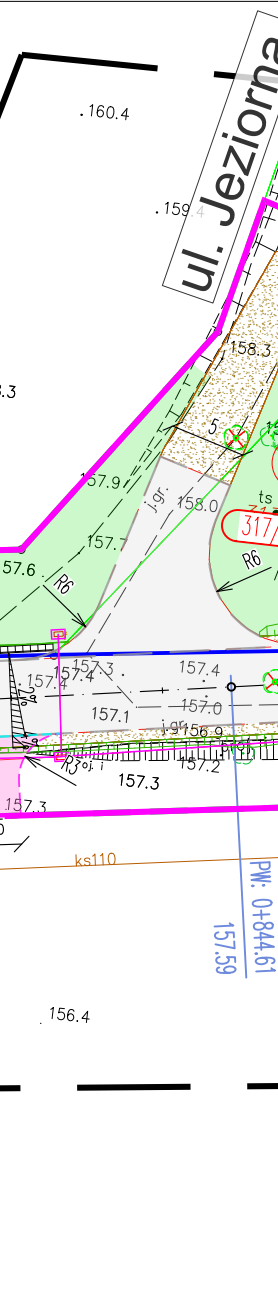 160.4
159.4
ul. Jeziorna
158.3
5
157.9
j.gr.
158.0
ts
317/
157.7
57.6
R6
R6
157.3
157.4
157.4
157.4
157.1
157.0
j.gr.
156.9
R3
157.3
157.2
157.3
ks110
PW: 0+844.61
157.59
156.4